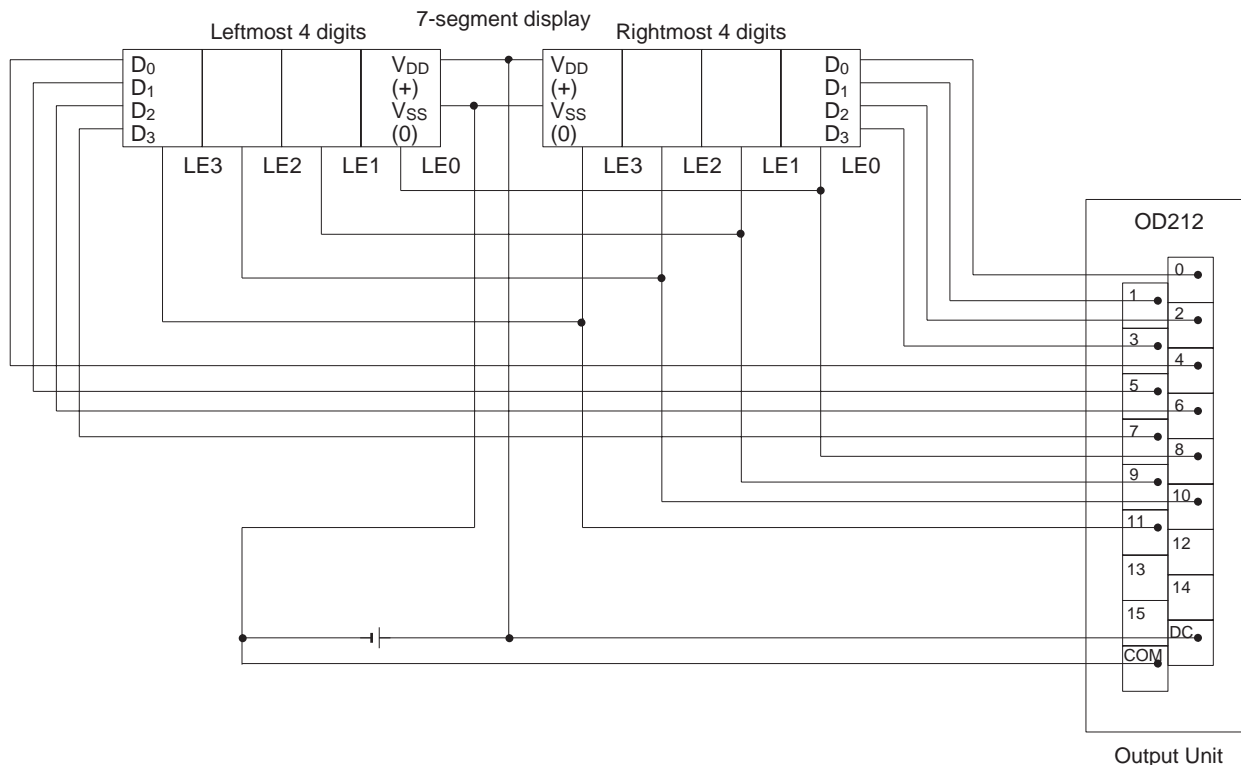 7-segment display
Leftmost 4 digits
Rightmost 4 digits
D0
D1
D2
D3
VDD
(+)
VSS
(0)
VDD
(+)
VSS
(0)
D0
D1
D2
D3
LE3 LE2 LE1 LE0 LE3 LE2 LE1 LE0
OD212
0
1
2
3
4
5
6
7
8
9
10
11
12
13
14
15
DC
COM
Output Unit